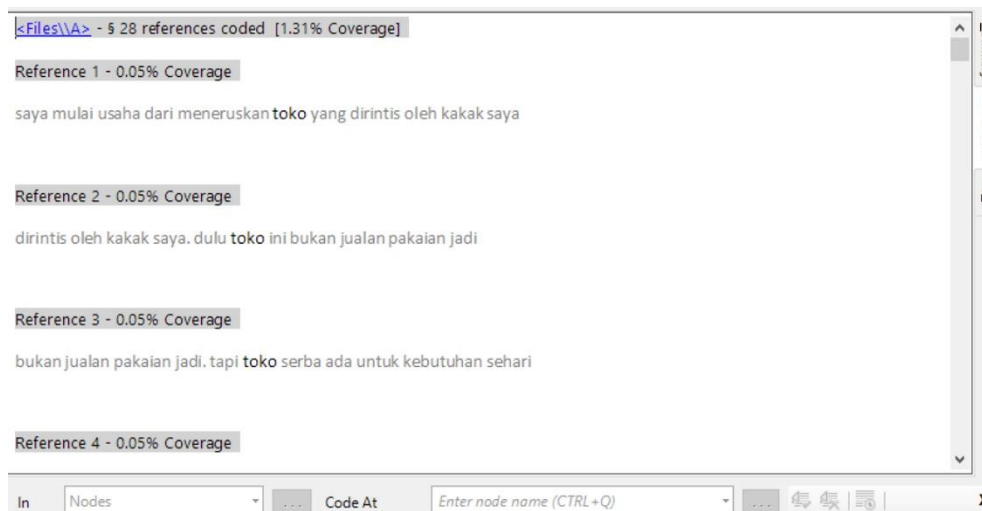 <Files\\A> - § 28 references coded [1.31% Coverage]
Reference 1 - 0.05% Coverage
saya mulai usaha dari meneruskan toko yang dirintis oleh kakak saya
Reference 2 - 0.05% Coverage
dirintis oleh kakak saya. dulu toko ini bukan jualan pakaian jadi
Reference 3 - 0.05% Coverage
bukan jualan pakaian jadi. tapi toko serba ada untuk kebutuhan sehari
Reference 4 - 0.05% Coverage
In Nodes ... Code At Enter node name (CTRL+Q) ...